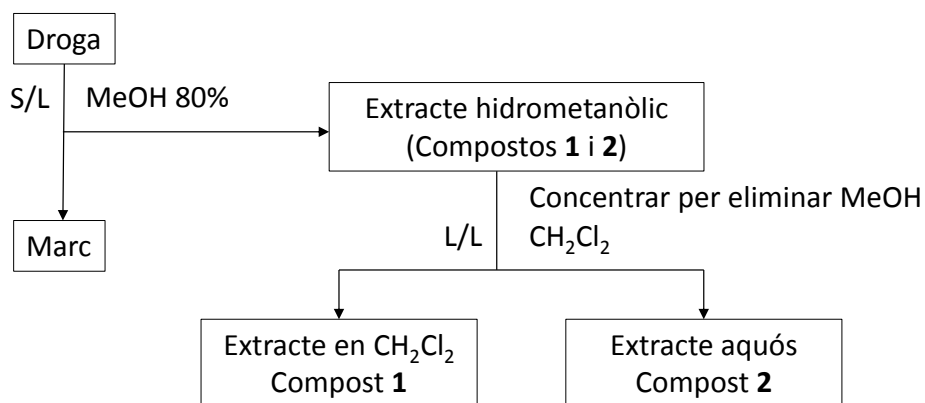 Droga
S/L MeOH 80%
Extracte hidrometanòlic
(Compostos 1 i 2)
Marc
Concentrar per eliminar MeOH
L/L CH₂Cl₂
Extracte en CH₂Cl₂
Compost 1
Extracte aquós
Compost 2